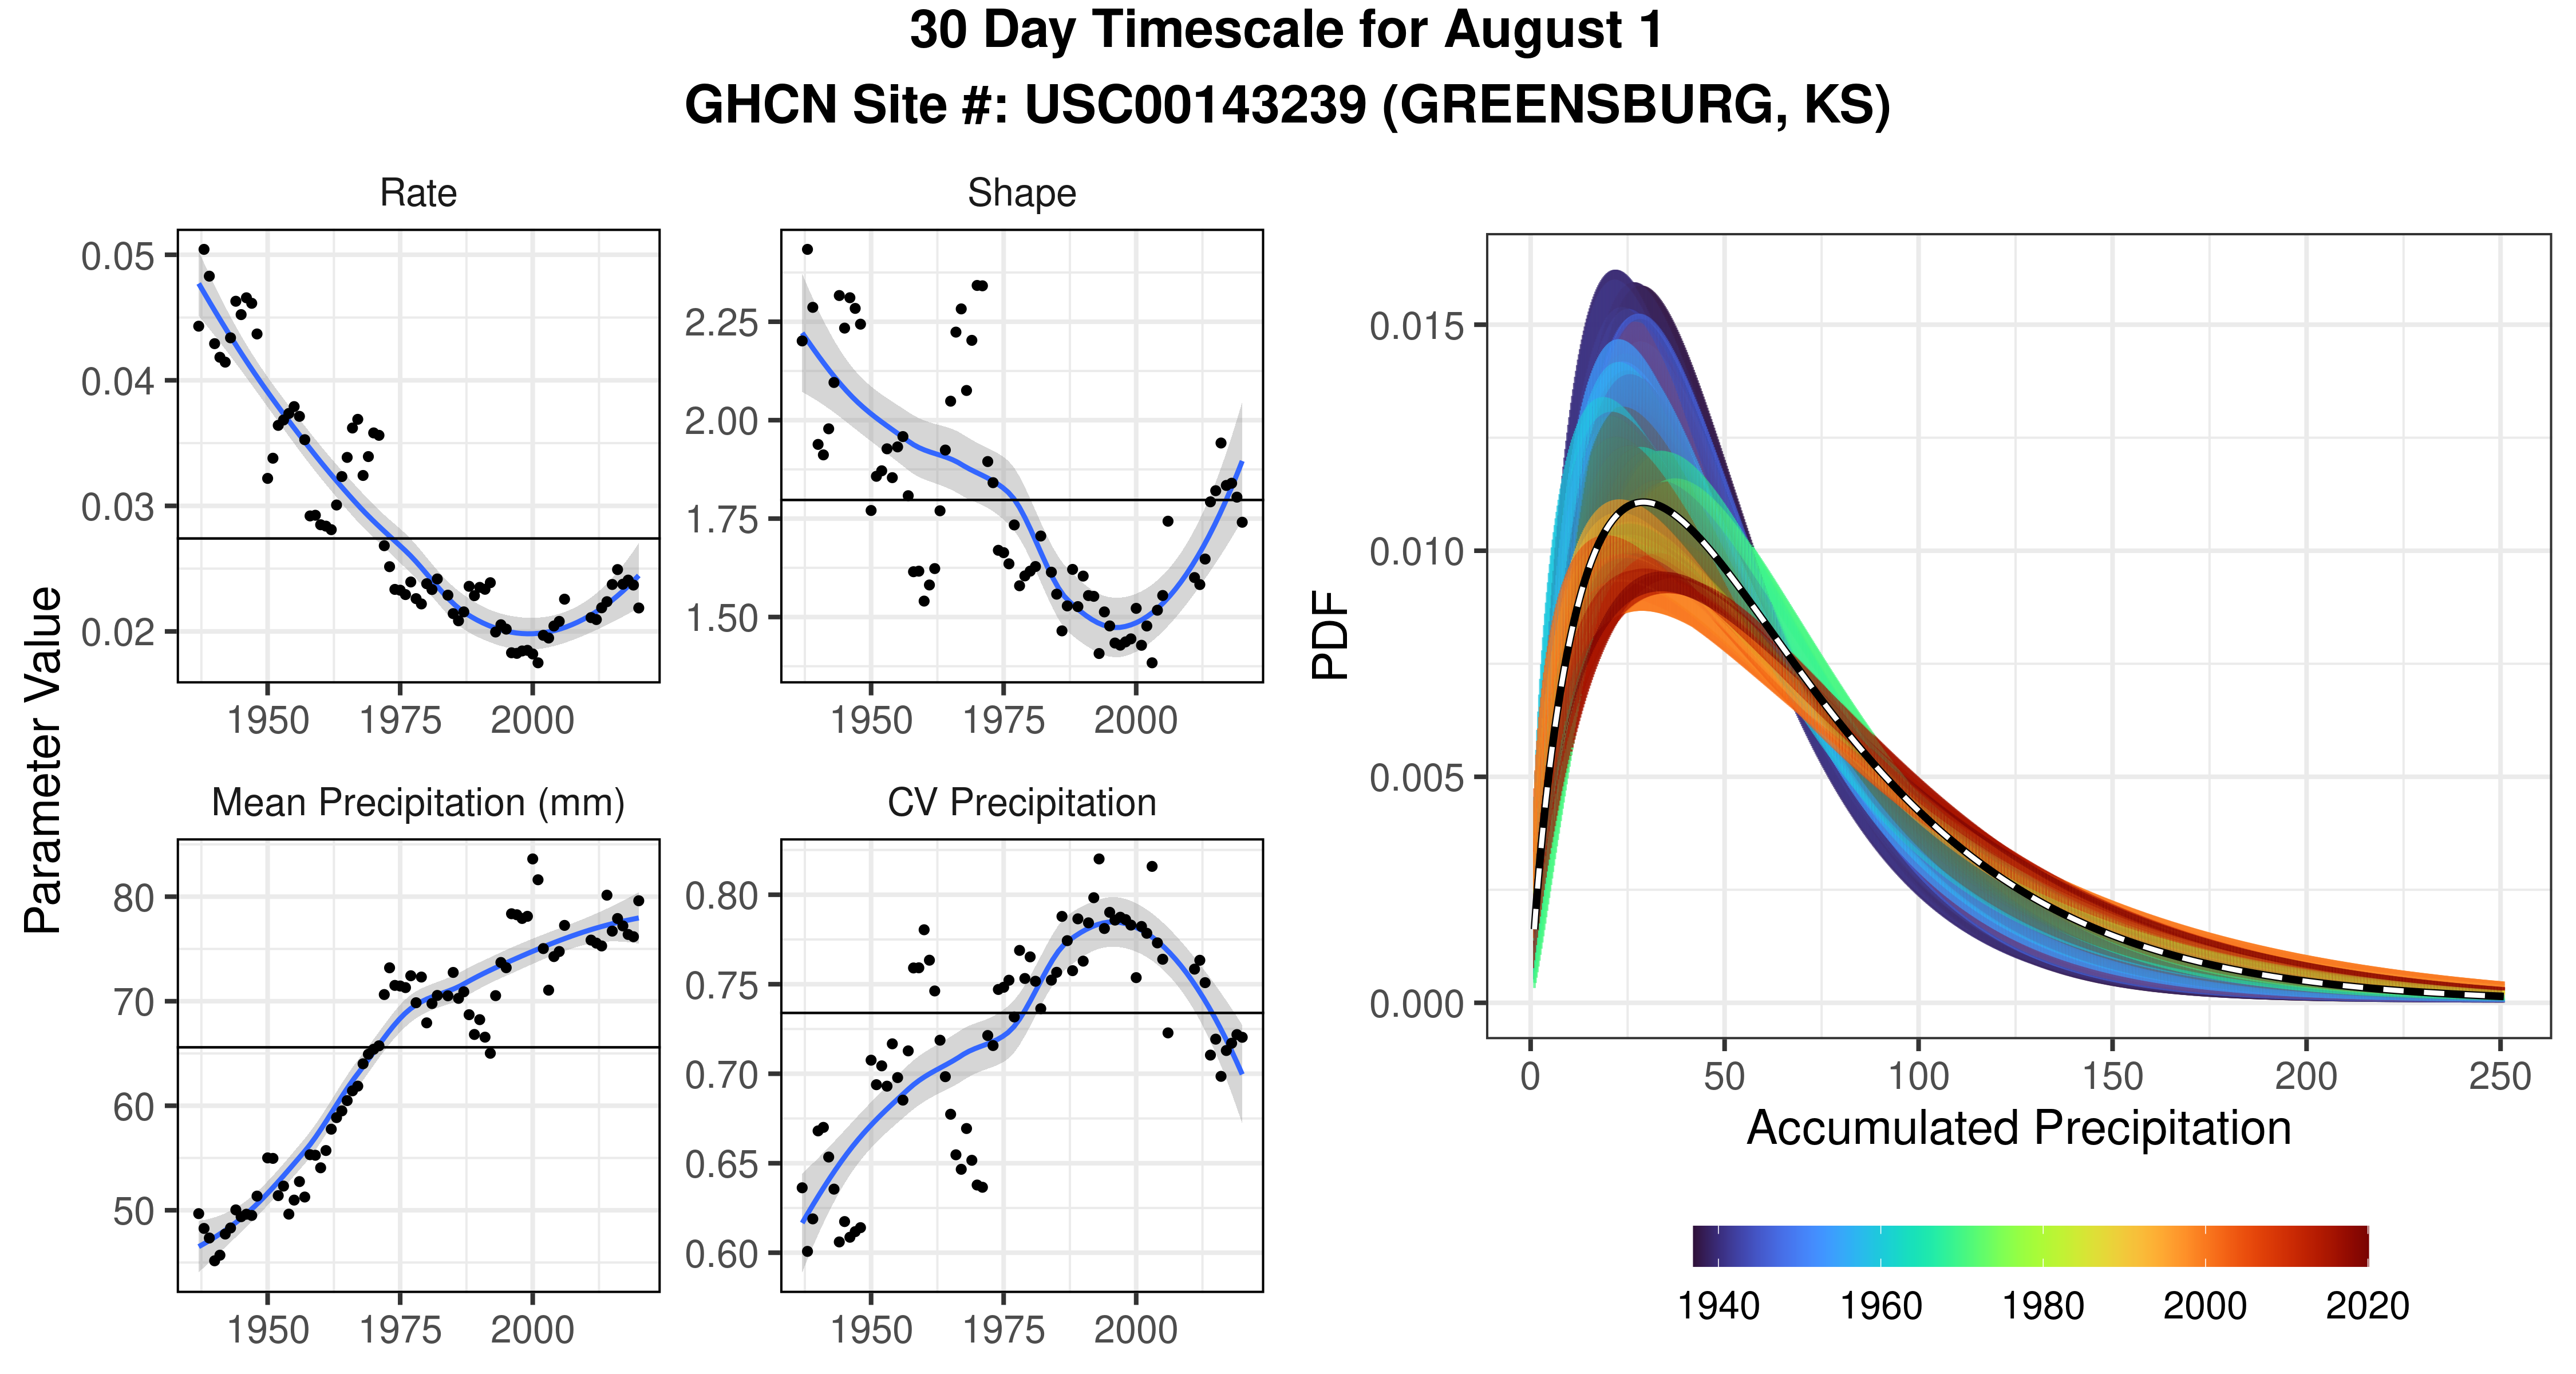 30 Day Timescale for August 1
GHCN Site #: USC00143239 (GREENSBURG, KS)
Parameter Value
Rate
0.05
0.04
0.03
0.02
1950 1975 2000
Shape
2.25
2.00
1.75
1.50
1950 1975 2000
Mean Precipitation (mm)
80
70
60
50
1950 1975 2000
CV Precipitation
0.80
0.75
0.70
0.65
0.60
1950 1975 2000
PDF
0.015
0.010
0.005
0.000
0 50 100 150 200 250
Accumulated Precipitation
1940 1960 1980 2000 2020